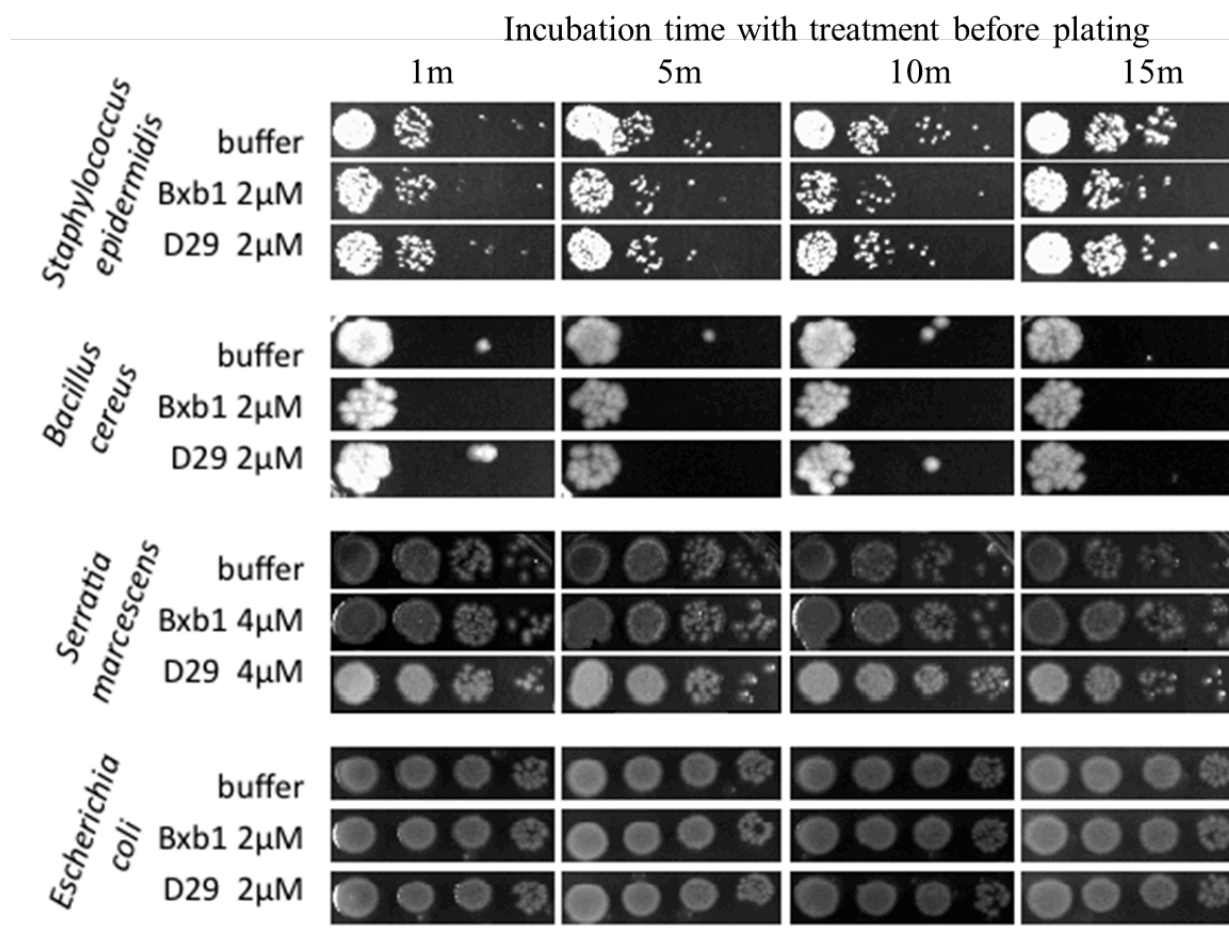 Incubation time with treatment before plating
1m 5m 10m 15m
Staphylococcus
epidermidis
buffer
Bxb1 2µM
D29 2µM
Bacillus
cereus
buffer
Bxb1 2µM
D29 2µM
Serratia
marcescens
buffer
Bxb1 4µM
D29 4µM
Escherichia
coli
buffer
Bxb1 2µM
D29 2µM